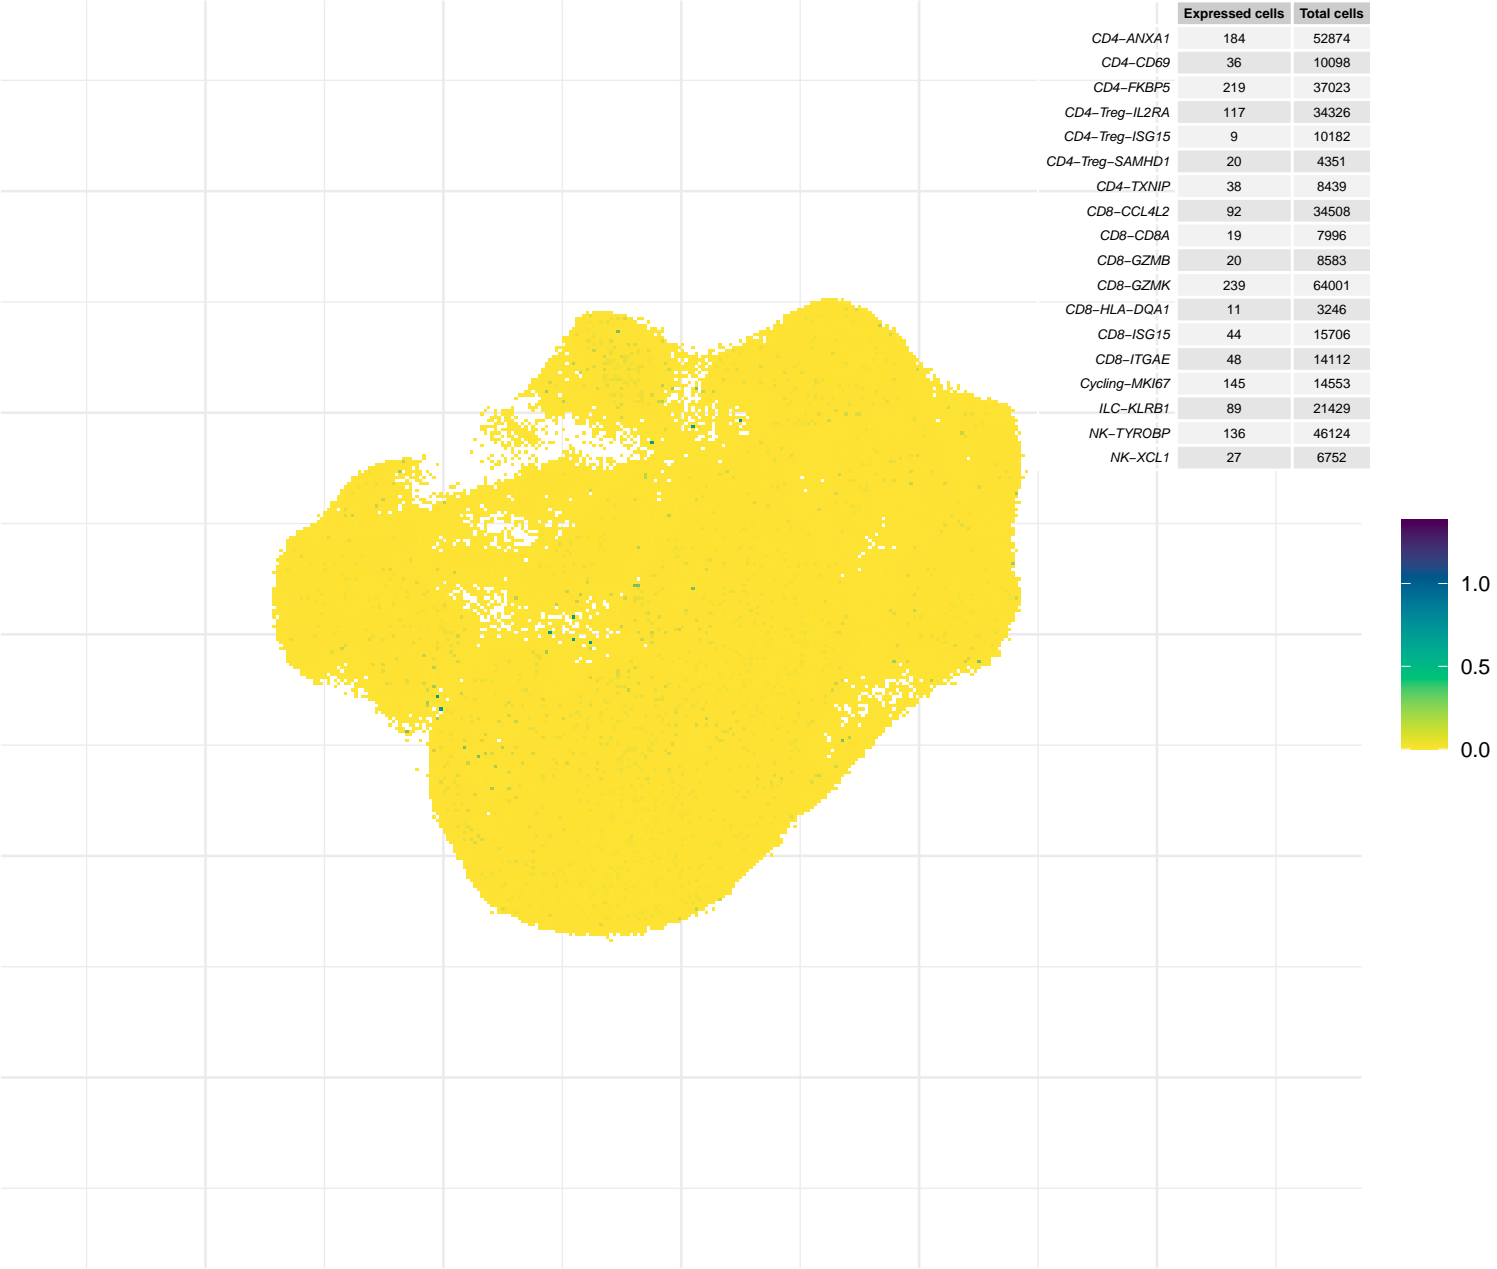 Expressed cells Total cells
CD4−ANXA1 184 52874
CD4−CD69 36 10098
CD4−FKBP5 219 37023
CD4−Treg−IL2RA 117 34326
CD4−Treg−ISG15 9 10182
CD4−Treg−SAMHD1 20 4351
CD4−TXNIP 38 8439
CD8−CCL4L2 92 34508
CD8−CD8A 19 7996
CD8−GZMB 20 8583
CD8−GZMK 239 64001
CD8−HLA−DQA1 11 3246
CD8−ISG15 44 15706
CD8−ITGAE 48 14112
Cycling−MKI67 145 14553
ILC−KLRB1 89 21429
NK−TYROBP 136 46124
NK−XCL1 27 6752
1.0
0.5
0.0